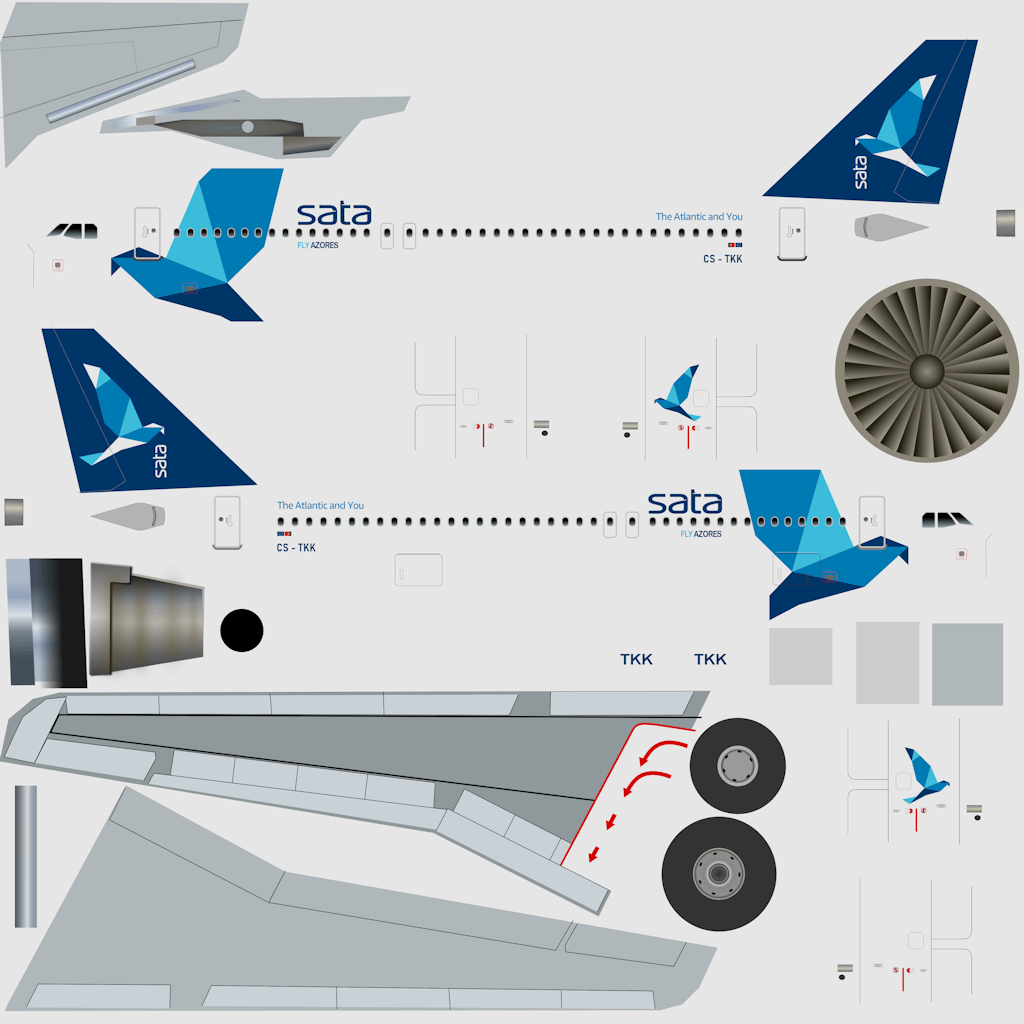 sata
sata
The Atlantic and You
FLY AZORES
CS - TKK
sata
The Atlantic and You
sata
FLY AZORES
CS - TKK
TKK
TKK